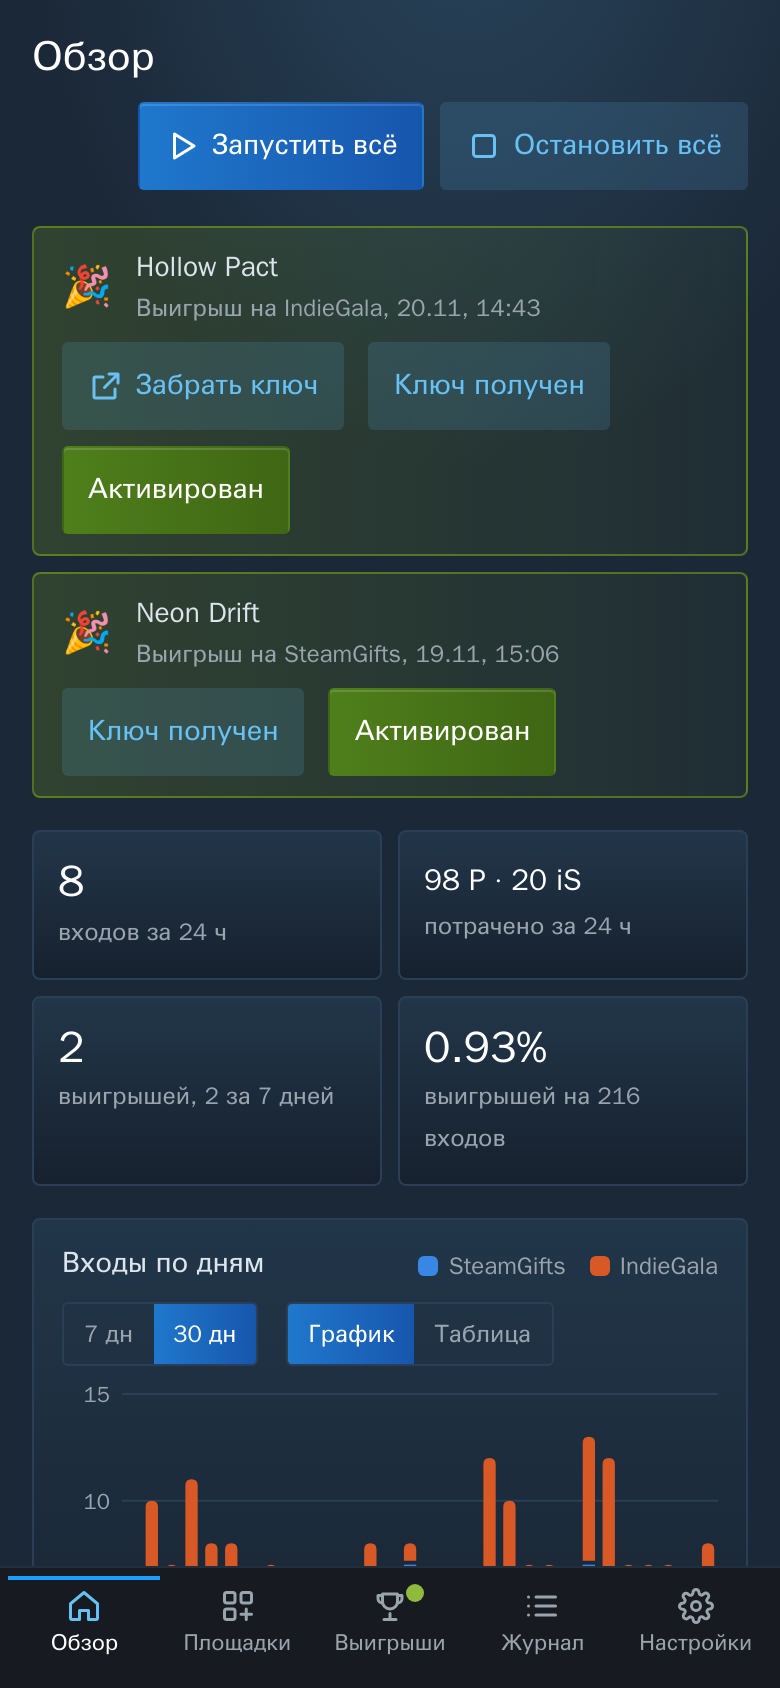 Обзор
Запустить всё
Остановить всё
Hollow Pact
Выигрыш на IndieGala, 20.11, 14:43
Забрать ключ
Ключ получен
Активирован
Neon Drift
Выигрыш на SteamGifts, 19.11, 15:06
Ключ получен
Активирован
8
входов за 24 ч
98 P · 20 iS
потрачено за 24 ч
2
выигрышей, 2 за 7 дней
0.93%
выигрышей на 216
входов
Входы по дням
SteamGifts
IndieGala
7 дн
30 дн
График
Таблица
15
10
Обзор
Площадки
Выигрыши
Журнал
Настройки